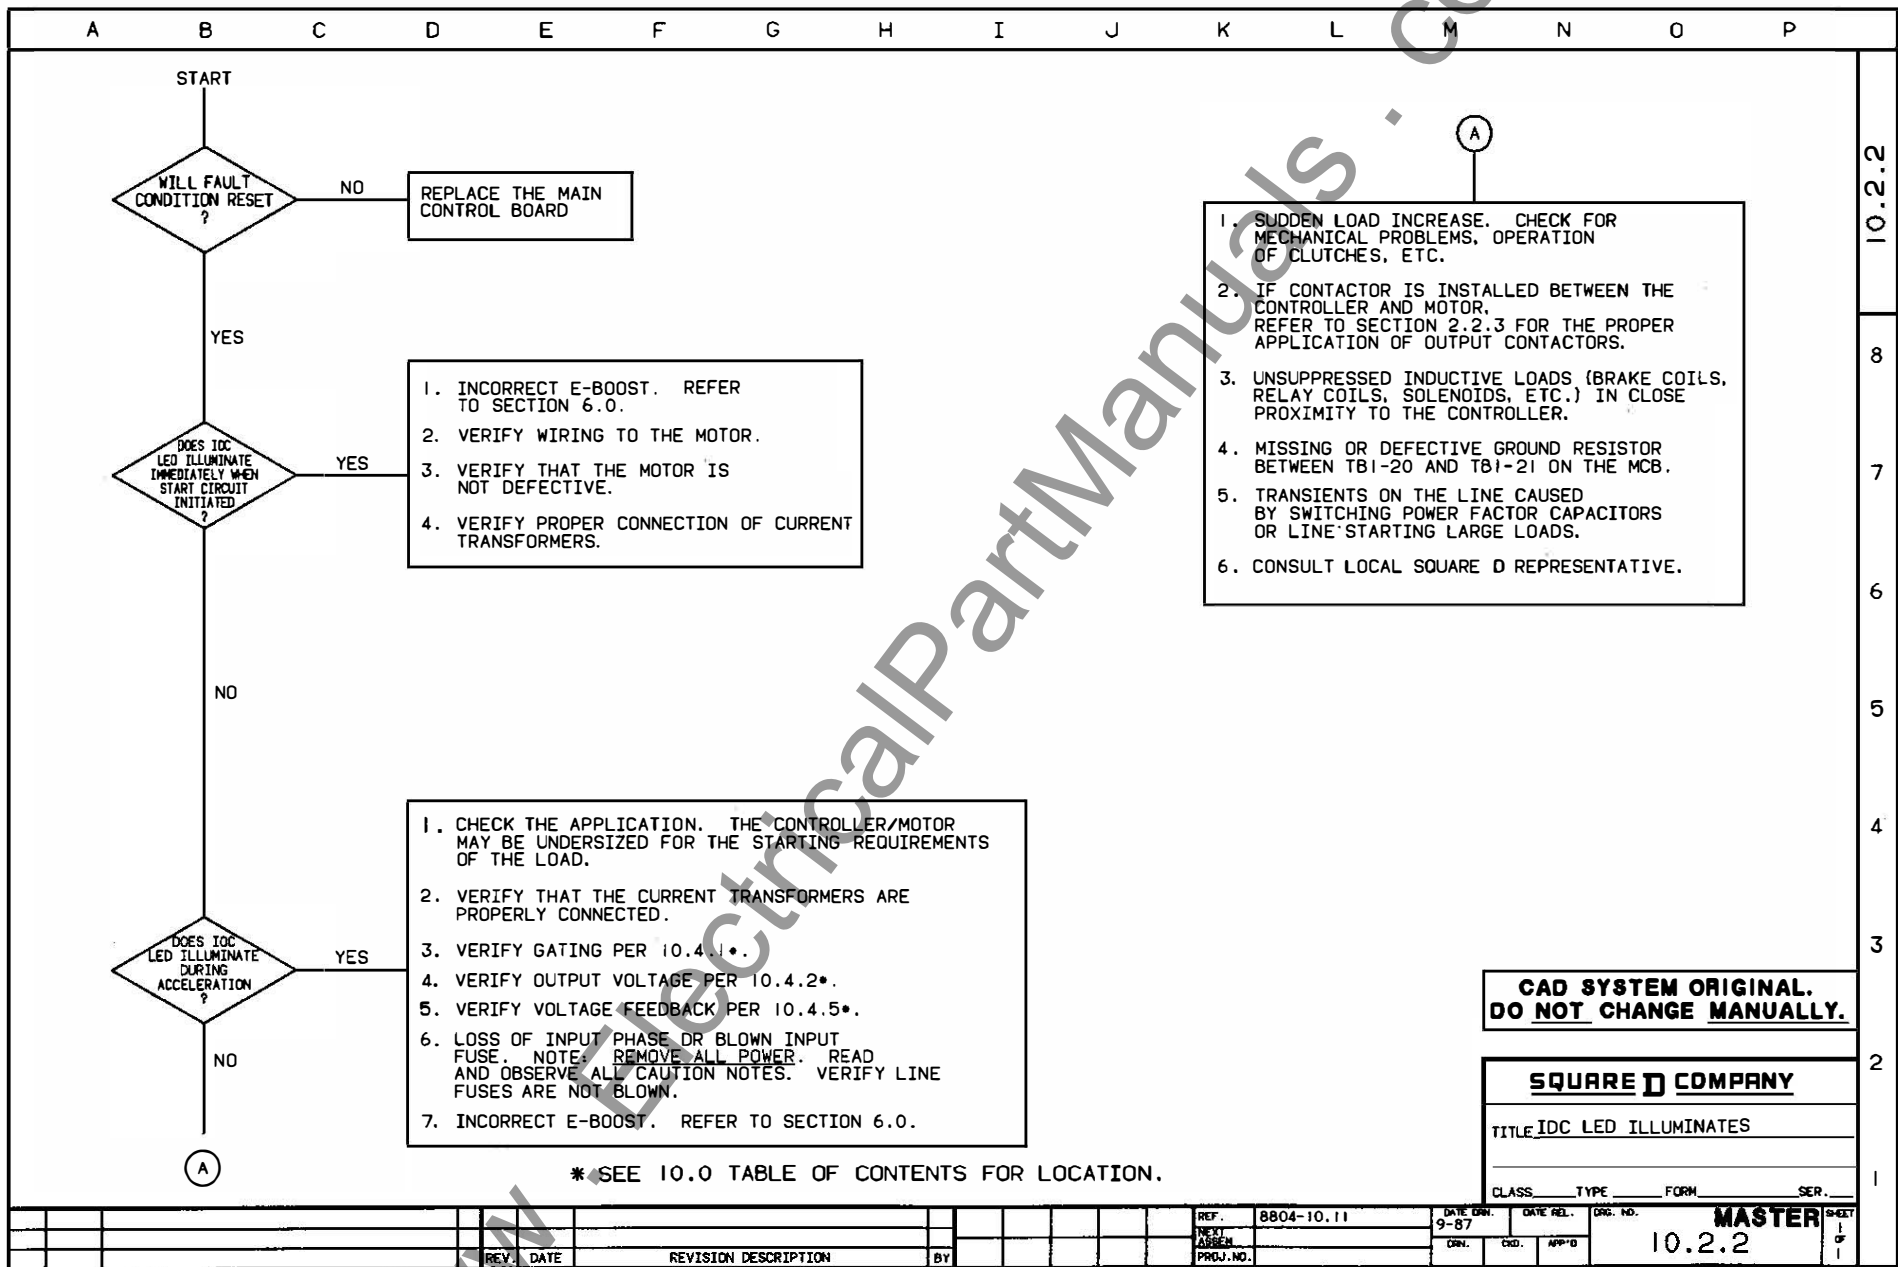 A B C D E F G H I J K L M N O P
START
WILL FAULT
CONDITION RESET
?
NO
REPLACE THE MAIN
CONTROL BOARD
YES
DOES IOC
LED ILLUMINATE
IMMEDIATELY WHEN
START CIRCUIT
INITIATED
?
YES
1. INCORRECT E-BOOST. REFER
TO SECTION 6.0.
2. VERIFY WIRING TO THE MOTOR.
3. VERIFY THAT THE MOTOR IS
NOT DEFECTIVE.
4. VERIFY PROPER CONNECTION OF CURRENT
TRANSFORMERS.
NO
DOES IOC
LED ILLUMINATE
DURING
ACCELERATION
?
YES
1. CHECK THE APPLICATION. THE CONTROLLER/MOTOR
MAY BE UNDERSIZED FOR THE STARTING REQUIREMENTS
OF THE LOAD.
2. VERIFY THAT THE CURRENT TRANSFORMERS ARE
PROPERLY CONNECTED.
3. VERIFY GATING PER 10.4.1*.
4. VERIFY OUTPUT VOLTAGE PER 10.4.2*.
5. VERIFY VOLTAGE FEEDBACK PER 10.4.5*.
6. LOSS OF INPUT PHASE OR BLOWN INPUT
FUSE. NOTE: REMOVE ALL POWER. READ
AND OBSERVE ALL CAUTION NOTES. VERIFY LINE
FUSES ARE NOT BLOWN.
7. INCORRECT E-BOOST. REFER TO SECTION 6.0.
NO
A
* SEE 10.0 TABLE OF CONTENTS FOR LOCATION.
A
1. SUDDEN LOAD INCREASE. CHECK FOR
MECHANICAL PROBLEMS, OPERATION
OF CLUTCHES, ETC.
2. IF CONTACTOR IS INSTALLED BETWEEN THE
CONTROLLER AND MOTOR,
REFER TO SECTION 2.2.3 FOR THE PROPER
APPLICATION OF OUTPUT CONTACTORS.
3. UNSUPPRESSED INDUCTIVE LOADS (BRAKE COILS,
RELAY COILS, SOLENOIDS, ETC.) IN CLOSE
PROXIMITY TO THE CONTROLLER.
4. MISSING OR DEFECTIVE GROUND RESISTOR
BETWEEN TB1-20 AND TB1-21 ON THE MCB.
5. TRANSIENTS ON THE LINE CAUSED
BY SWITCHING POWER FACTOR CAPACITORS
OR LINE STARTING LARGE LOADS.
6. CONSULT LOCAL SQUARE D REPRESENTATIVE.
10.2.2
8
7
6
5
4
3
2
1
CAD SYSTEM ORIGINAL.
DO NOT CHANGE MANUALLY.
SQUARE D COMPANY
TITLE IOC LED ILLUMINATES
CLASS TYPE FORM SER.
REV. DATE REVISION DESCRIPTION BY
REF. 8804-10.11
NEXT
ASSEM.
PROJ.NO.
DATE DRN. DATE REL. DRG. NO.
9-87
DRN. CKD. APP'D
MASTER
10.2.2
SHEET
1
OF
1
www.ElectricalPartManuals.com